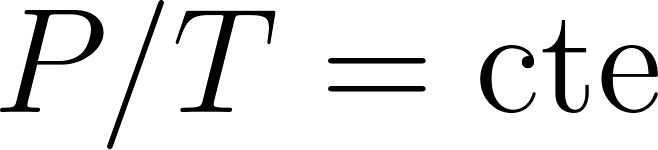 P/T = cte